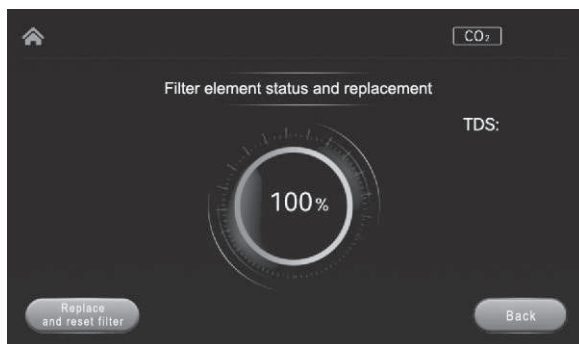 CO₂
Filter element status and replacement
TDS:
100%
Replace
and reset filter
Back